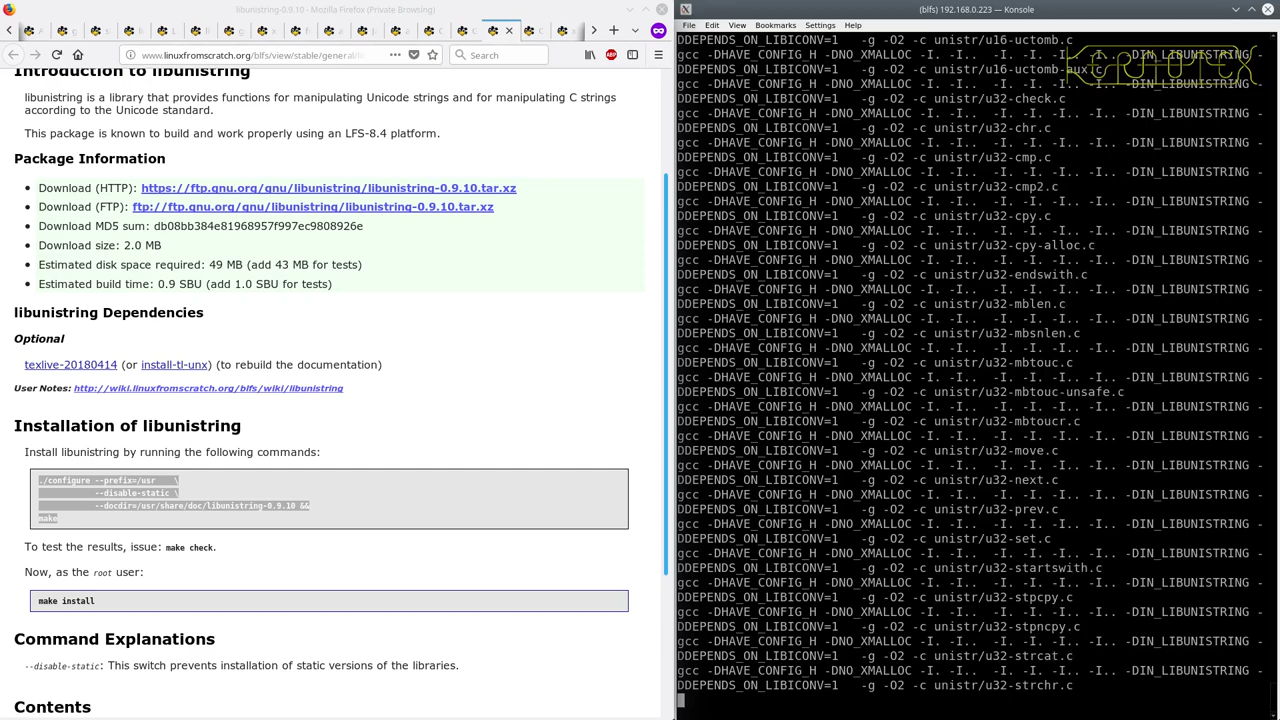 libunistring-0.9.10 - Mozilla Firefox (Private Browsing)
www.linuxfromscratch.org/blfs/view/stable/general/l
Search
Introduction to libunistring
libunistring is a library that provides functions for manipulating Unicode strings and for manipulating C strings
according to the Unicode standard.
This package is known to build and work properly using an LFS-8.4 platform.
Package Information
Download (HTTP): https://ftp.gnu.org/gnu/libunistring/libunistring-0.9.10.tar.xz
Download (FTP): ftp://ftp.gnu.org/gnu/libunistring/libunistring-0.9.10.tar.xz
Download MD5 sum: db08bb384e81968957f997ec9808926e
Download size: 2.0 MB
Estimated disk space required: 49 MB (add 43 MB for tests)
Estimated build time: 0.9 SBU (add 1.0 SBU for tests)
libunistring Dependencies
Optional
texlive-20180414 (or install-tl-unx) (to rebuild the documentation)
User Notes: http://wiki.linuxfromscratch.org/blfs/wiki/libunistring
Installation of libunistring
Install libunistring by running the following commands:
./configure --prefix=/usr \
--disable-static \
--docdir=/usr/share/doc/libunistring-0.9.10 &&
make
To test the results, issue: make check.
Now, as the root user:
make install
Command Explanations
--disable-static: This switch prevents installation of static versions of the libraries.
Contents
(blfs) 192.168.0.223 — Konsole
File Edit View Bookmarks Settings Help
DDEPENDS_ON_LIBICONV=1 -g -O2 -c unistr/u16-uctomb.c
gcc -DHAVE_CONFIG_H -DNO_XMALLOC -I. -I.. -I. -I.. -I.. -DIN_LIBUNISTRING -
DDEPENDS_ON_LIBICONV=1 -g -O2 -c unistr/u16-uctomb-aux.c
gcc -DHAVE_CONFIG_H -DNO_XMALLOC -I. -I.. -I. -I.. -I.. -DIN_LIBUNISTRING -
DDEPENDS_ON_LIBICONV=1 -g -O2 -c unistr/u32-check.c
gcc -DHAVE_CONFIG_H -DNO_XMALLOC -I. -I.. -I. -I.. -I.. -DIN_LIBUNISTRING -
DDEPENDS_ON_LIBICONV=1 -g -O2 -c unistr/u32-chr.c
gcc -DHAVE_CONFIG_H -DNO_XMALLOC -I. -I.. -I. -I.. -I.. -DIN_LIBUNISTRING -
DDEPENDS_ON_LIBICONV=1 -g -O2 -c unistr/u32-cmp.c
gcc -DHAVE_CONFIG_H -DNO_XMALLOC -I. -I.. -I. -I.. -I.. -DIN_LIBUNISTRING -
DDEPENDS_ON_LIBICONV=1 -g -O2 -c unistr/u32-cmp2.c
gcc -DHAVE_CONFIG_H -DNO_XMALLOC -I. -I.. -I. -I.. -I.. -DIN_LIBUNISTRING -
DDEPENDS_ON_LIBICONV=1 -g -O2 -c unistr/u32-cpy.c
gcc -DHAVE_CONFIG_H -DNO_XMALLOC -I. -I.. -I. -I.. -I.. -DIN_LIBUNISTRING -
DDEPENDS_ON_LIBICONV=1 -g -O2 -c unistr/u32-cpy-alloc.c
gcc -DHAVE_CONFIG_H -DNO_XMALLOC -I. -I.. -I. -I.. -I.. -DIN_LIBUNISTRING -
DDEPENDS_ON_LIBICONV=1 -g -O2 -c unistr/u32-endswith.c
gcc -DHAVE_CONFIG_H -DNO_XMALLOC -I. -I.. -I. -I.. -I.. -DIN_LIBUNISTRING -
DDEPENDS_ON_LIBICONV=1 -g -O2 -c unistr/u32-mblen.c
gcc -DHAVE_CONFIG_H -DNO_XMALLOC -I. -I.. -I. -I.. -I.. -DIN_LIBUNISTRING -
DDEPENDS_ON_LIBICONV=1 -g -O2 -c unistr/u32-mbsnlen.c
gcc -DHAVE_CONFIG_H -DNO_XMALLOC -I. -I.. -I. -I.. -I.. -DIN_LIBUNISTRING -
DDEPENDS_ON_LIBICONV=1 -g -O2 -c unistr/u32-mbtouc.c
gcc -DHAVE_CONFIG_H -DNO_XMALLOC -I. -I.. -I. -I.. -I.. -DIN_LIBUNISTRING -
DDEPENDS_ON_LIBICONV=1 -g -O2 -c unistr/u32-mbtouc-unsafe.c
gcc -DHAVE_CONFIG_H -DNO_XMALLOC -I. -I.. -I. -I.. -I.. -DIN_LIBUNISTRING -
DDEPENDS_ON_LIBICONV=1 -g -O2 -c unistr/u32-mbtoucr.c
gcc -DHAVE_CONFIG_H -DNO_XMALLOC -I. -I.. -I. -I.. -I.. -DIN_LIBUNISTRING -
DDEPENDS_ON_LIBICONV=1 -g -O2 -c unistr/u32-move.c
gcc -DHAVE_CONFIG_H -DNO_XMALLOC -I. -I.. -I. -I.. -I.. -DIN_LIBUNISTRING -
DDEPENDS_ON_LIBICONV=1 -g -O2 -c unistr/u32-next.c
gcc -DHAVE_CONFIG_H -DNO_XMALLOC -I. -I.. -I. -I.. -I.. -DIN_LIBUNISTRING -
DDEPENDS_ON_LIBICONV=1 -g -O2 -c unistr/u32-prev.c
gcc -DHAVE_CONFIG_H -DNO_XMALLOC -I. -I.. -I. -I.. -I.. -DIN_LIBUNISTRING -
DDEPENDS_ON_LIBICONV=1 -g -O2 -c unistr/u32-set.c
gcc -DHAVE_CONFIG_H -DNO_XMALLOC -I. -I.. -I. -I.. -I.. -DIN_LIBUNISTRING -
DDEPENDS_ON_LIBICONV=1 -g -O2 -c unistr/u32-startswith.c
gcc -DHAVE_CONFIG_H -DNO_XMALLOC -I. -I.. -I. -I.. -I.. -DIN_LIBUNISTRING -
DDEPENDS_ON_LIBICONV=1 -g -O2 -c unistr/u32-stpcpy.c
gcc -DHAVE_CONFIG_H -DNO_XMALLOC -I. -I.. -I. -I.. -I.. -DIN_LIBUNISTRING -
DDEPENDS_ON_LIBICONV=1 -g -O2 -c unistr/u32-stpncpy.c
gcc -DHAVE_CONFIG_H -DNO_XMALLOC -I. -I.. -I. -I.. -I.. -DIN_LIBUNISTRING -
DDEPENDS_ON_LIBICONV=1 -g -O2 -c unistr/u32-strcat.c
gcc -DHAVE_CONFIG_H -DNO_XMALLOC -I. -I.. -I. -I.. -I.. -DIN_LIBUNISTRING -
DDEPENDS_ON_LIBICONV=1 -g -O2 -c unistr/u32-strchr.c